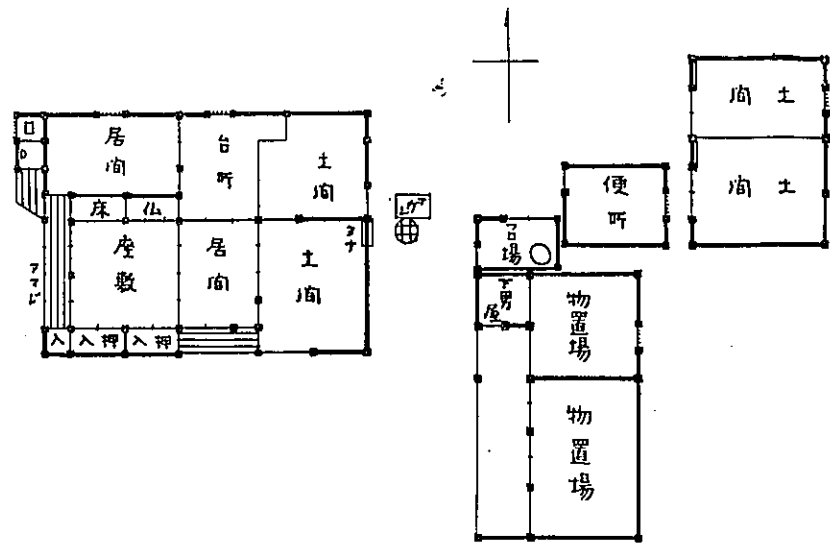 居間
台所
土間
床
仏
座敷
居間
土間
アマド
入
入押
入押
フロ場
下男
屋
便所
間土
間土
物置場
物置場